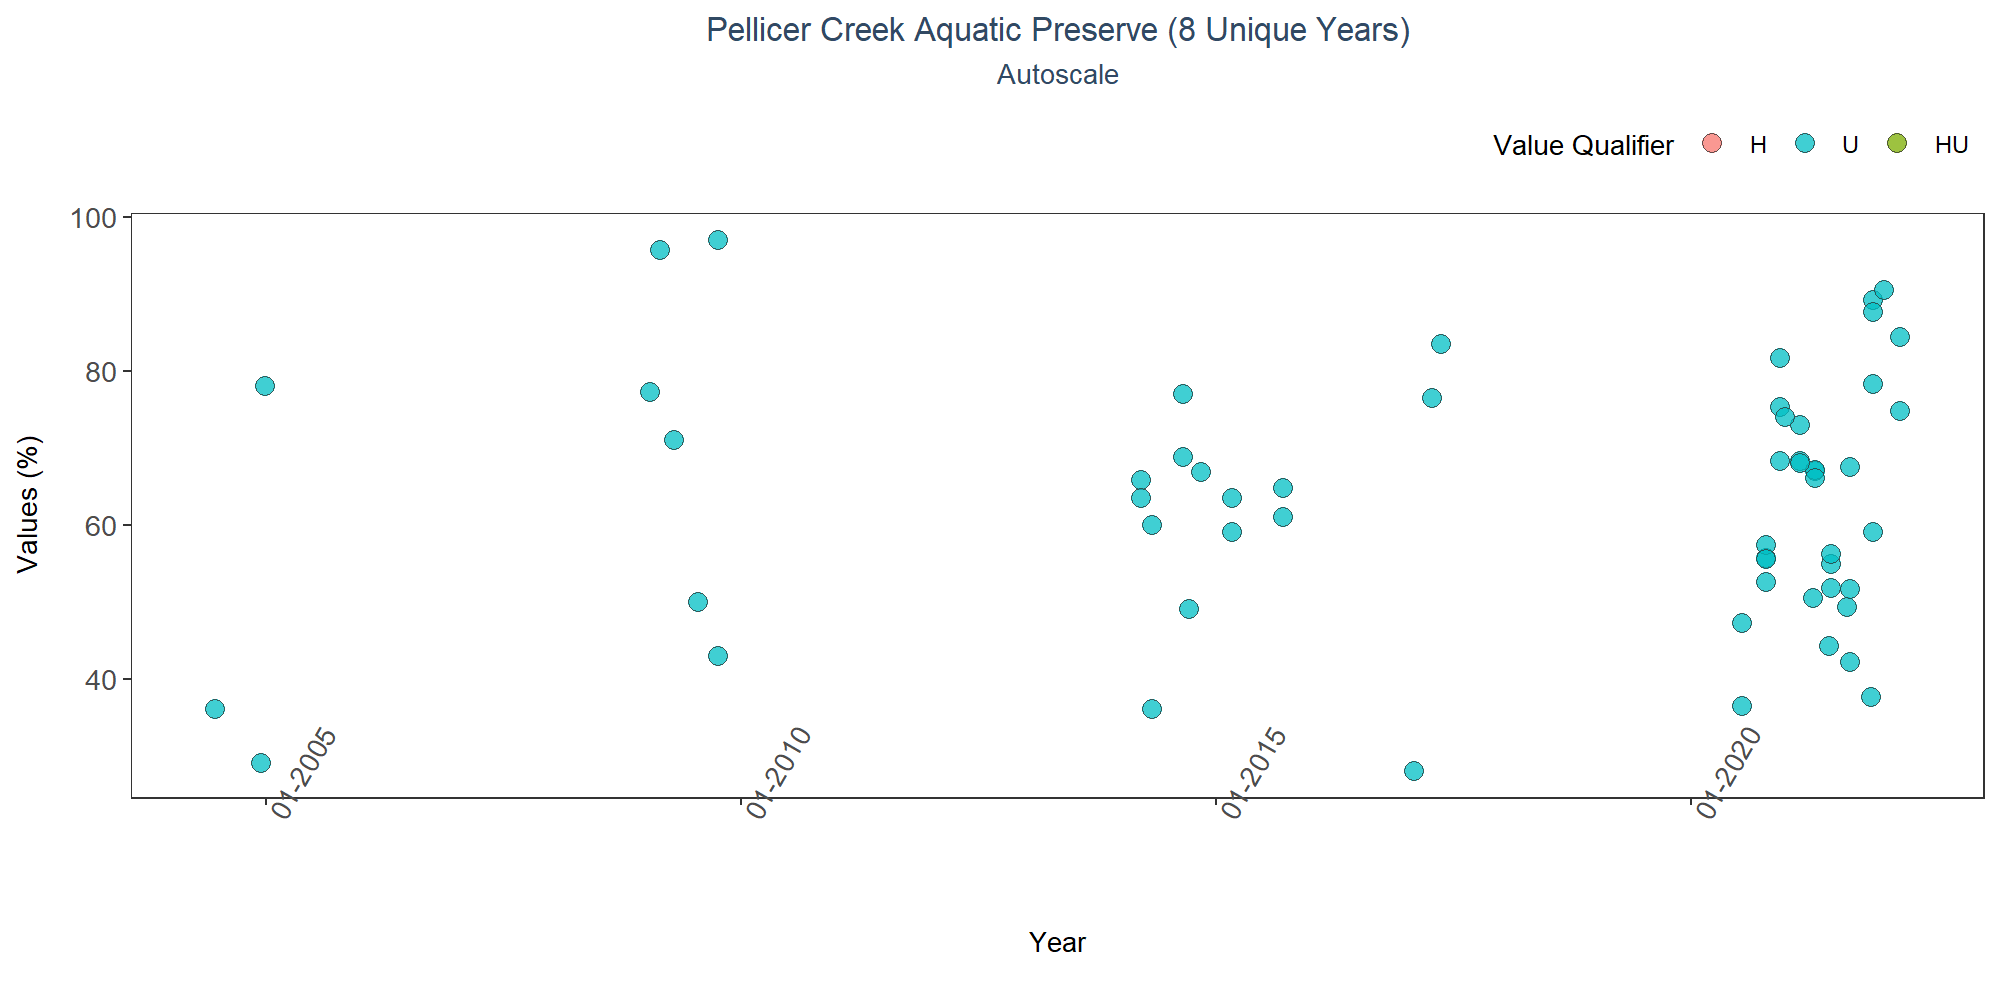 Pellicer Creek Aquatic Preserve (8 Unique Years)
Autoscale
Value Qualifier H U HU
100
80
60
40
Values (%)
01-2005 01-2010 01-2015 01-2020
Year